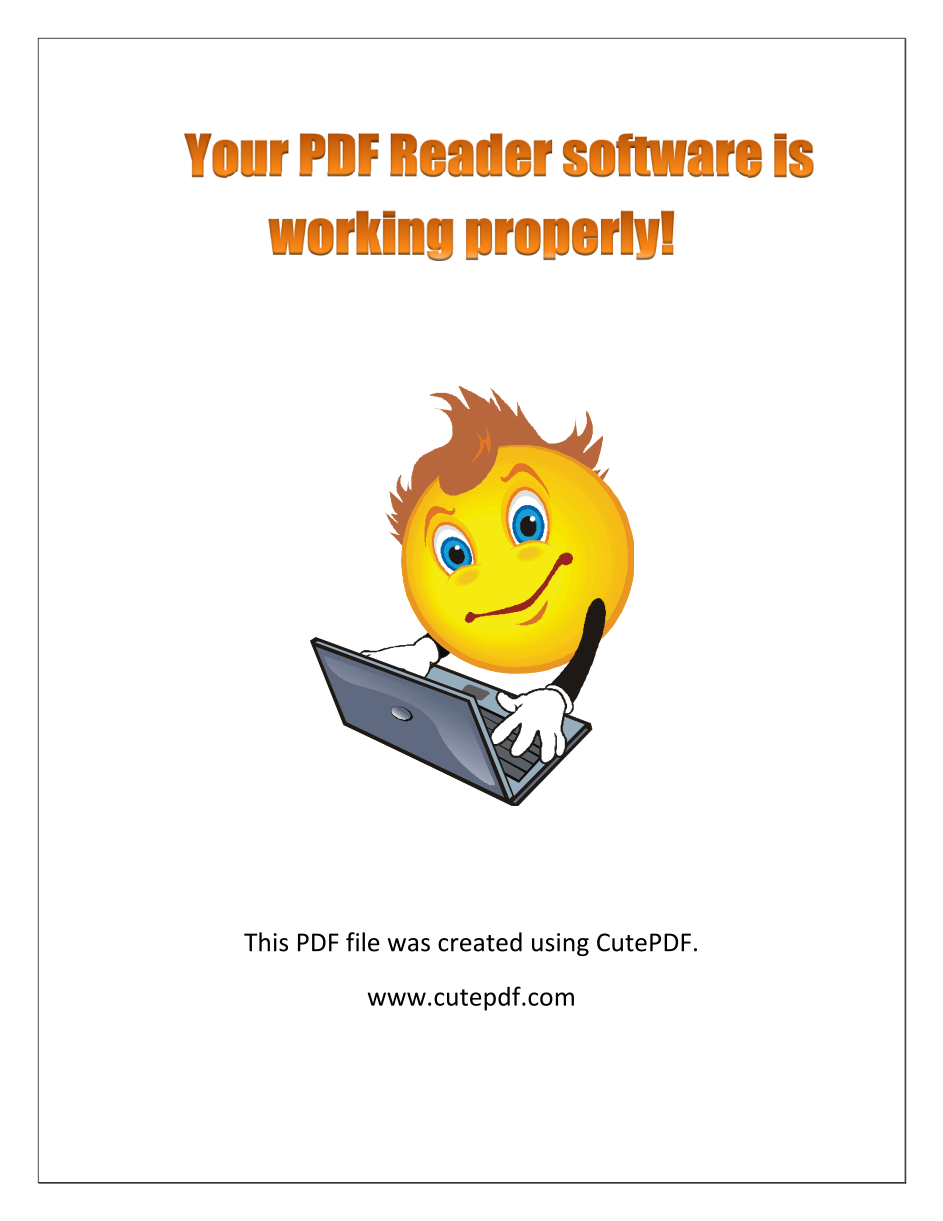 Your PDF Reader software is
working properly!
This PDF file was created using CutePDF.
www.cutepdf.com